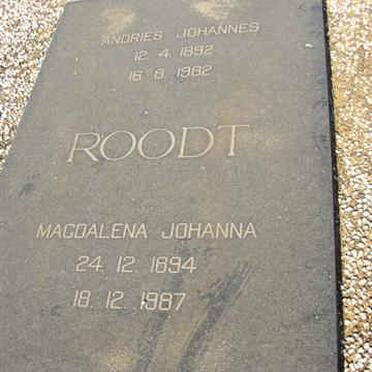 ANDRIES JOHANNES
12. 4. 1892
16. 8. 1982
ROODT
MAGDALENA JOHANNA
24. 12. 1894
18. 12. 1987